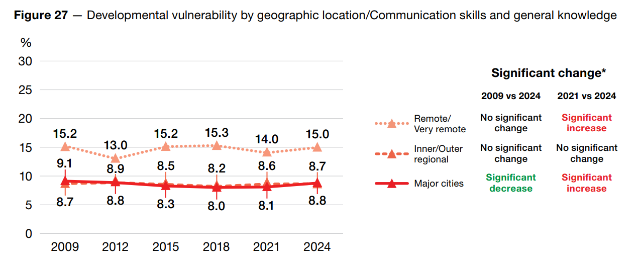 Figure 27 — Developmental vulnerability by geographic location/Communication skills and general knowledge
%
30
25
20
15
10
5
0
15.2 13.0 15.2 15.3 14.0 15.0
9.1 8.9 8.5 8.2 8.6 8.7
8.7 8.8 8.3 8.0 8.1 8.8
2009 2012 2015 2018 2021 2024
Significant change*
2009 vs 2024 2021 vs 2024
Remote/
Very remote
No significant
change
Significant
increase
Inner/Outer
regional
No significant
change
No significant
change
Major cities
Significant
decrease
Significant
increase